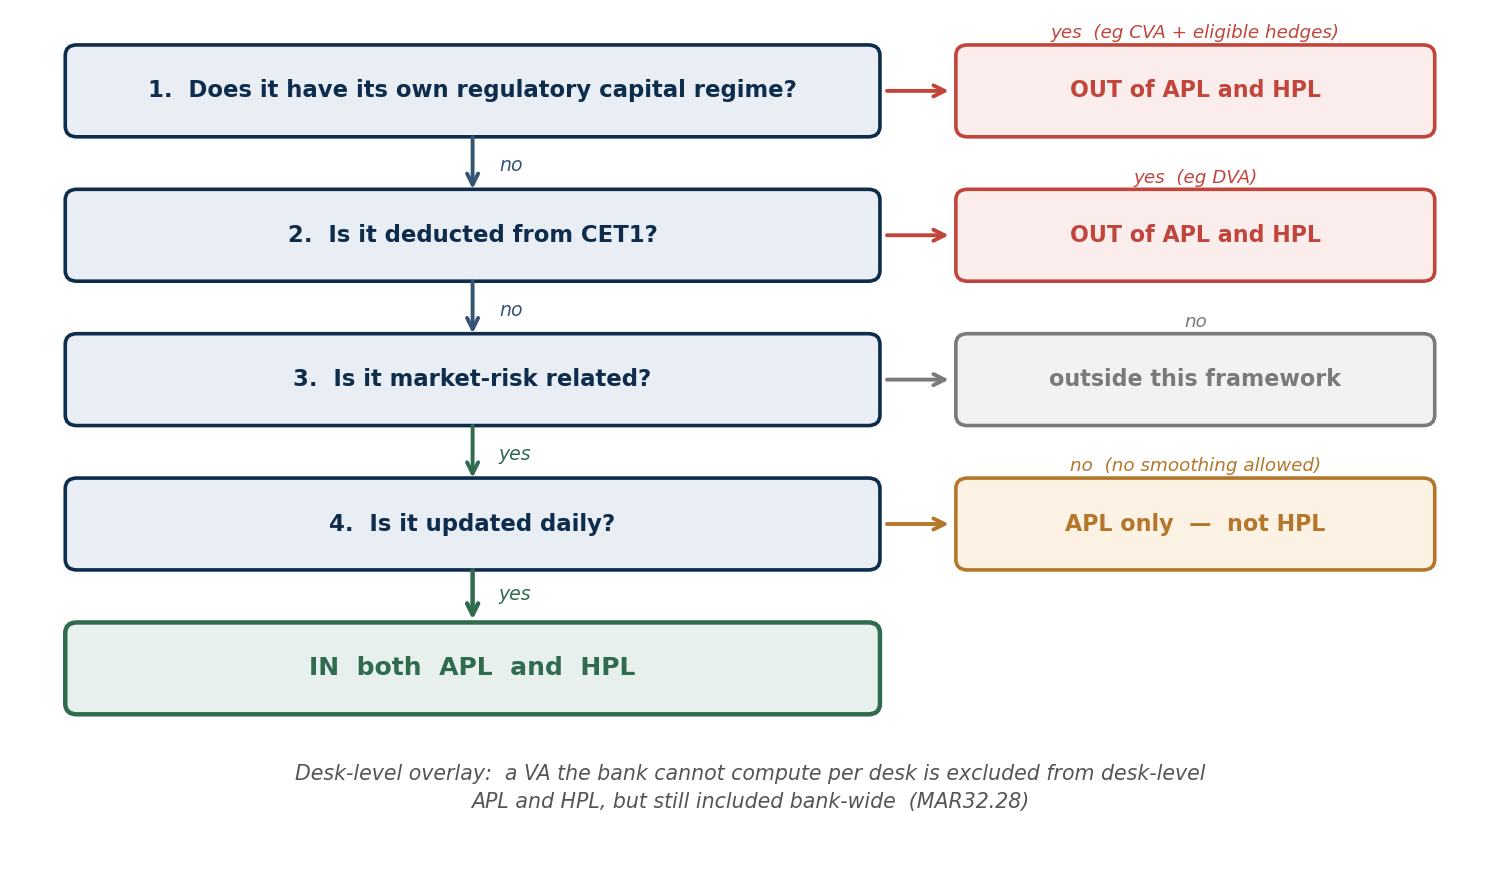 yes (eg CVA + eligible hedges)
1. Does it have its own regulatory capital regime?
OUT of APL and HPL
no
yes (eg DVA)
2. Is it deducted from CET1?
OUT of APL and HPL
no
no
3. Is it market-risk related?
outside this framework
yes
no (no smoothing allowed)
4. Is it updated daily?
APL only — not HPL
yes
IN both APL and HPL
Desk-level overlay: a VA the bank cannot compute per desk is excluded from desk-level
APL and HPL, but still included bank-wide (MAR32.28)